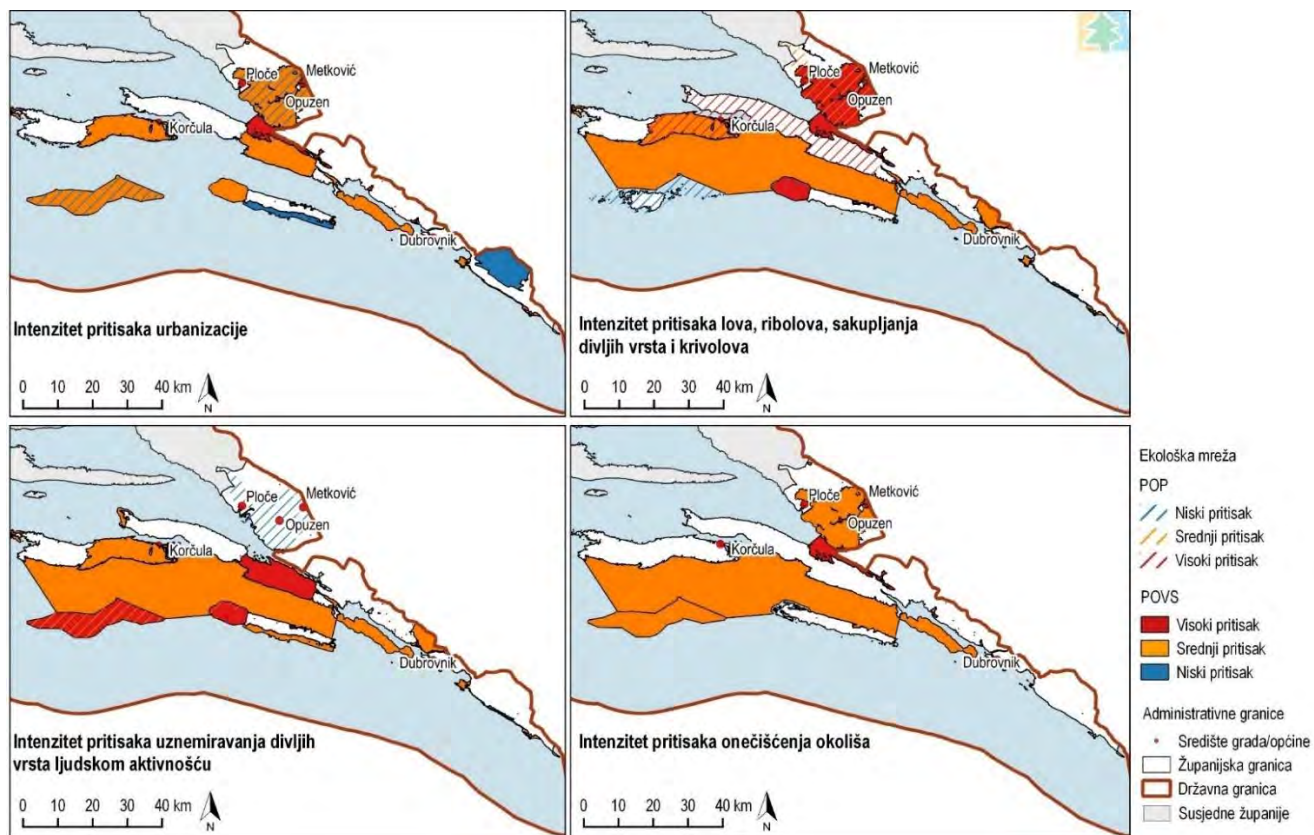 Ploče
Metković
Opuzen
Korčula
Dubrovnik
Intenzitet pritisaka urbanizacije
0 10 20 30 40 km
N
Ploče
Metković
Opuzen
Korčula
Dubrovnik
Intenzitet pritisaka lova, ribolova, sakupljanja
divljih vrsta i krivolova
0 10 20 30 40 km
N
Ploče
Metković
Opuzen
Korčula
Dubrovnik
Intenzitet pritisaka uznemiravanja divljih
vrsta ljudskom aktivnošću
0 10 20 30 40 km
N
Ploče
Metković
Opuzen
Korčula
Dubrovnik
Intenzitet pritisaka onečišćenja okoliša
0 10 20 30 40 km
N
Ekološka mreža
POP
Niski pritisak
Srednji pritisak
Visoki pritisak
POVS
Visoki pritisak
Srednji pritisak
Niski pritisak
Administrativne granice
Središte grada/općine
Županijska granica
Državna granica
Susjedne županije